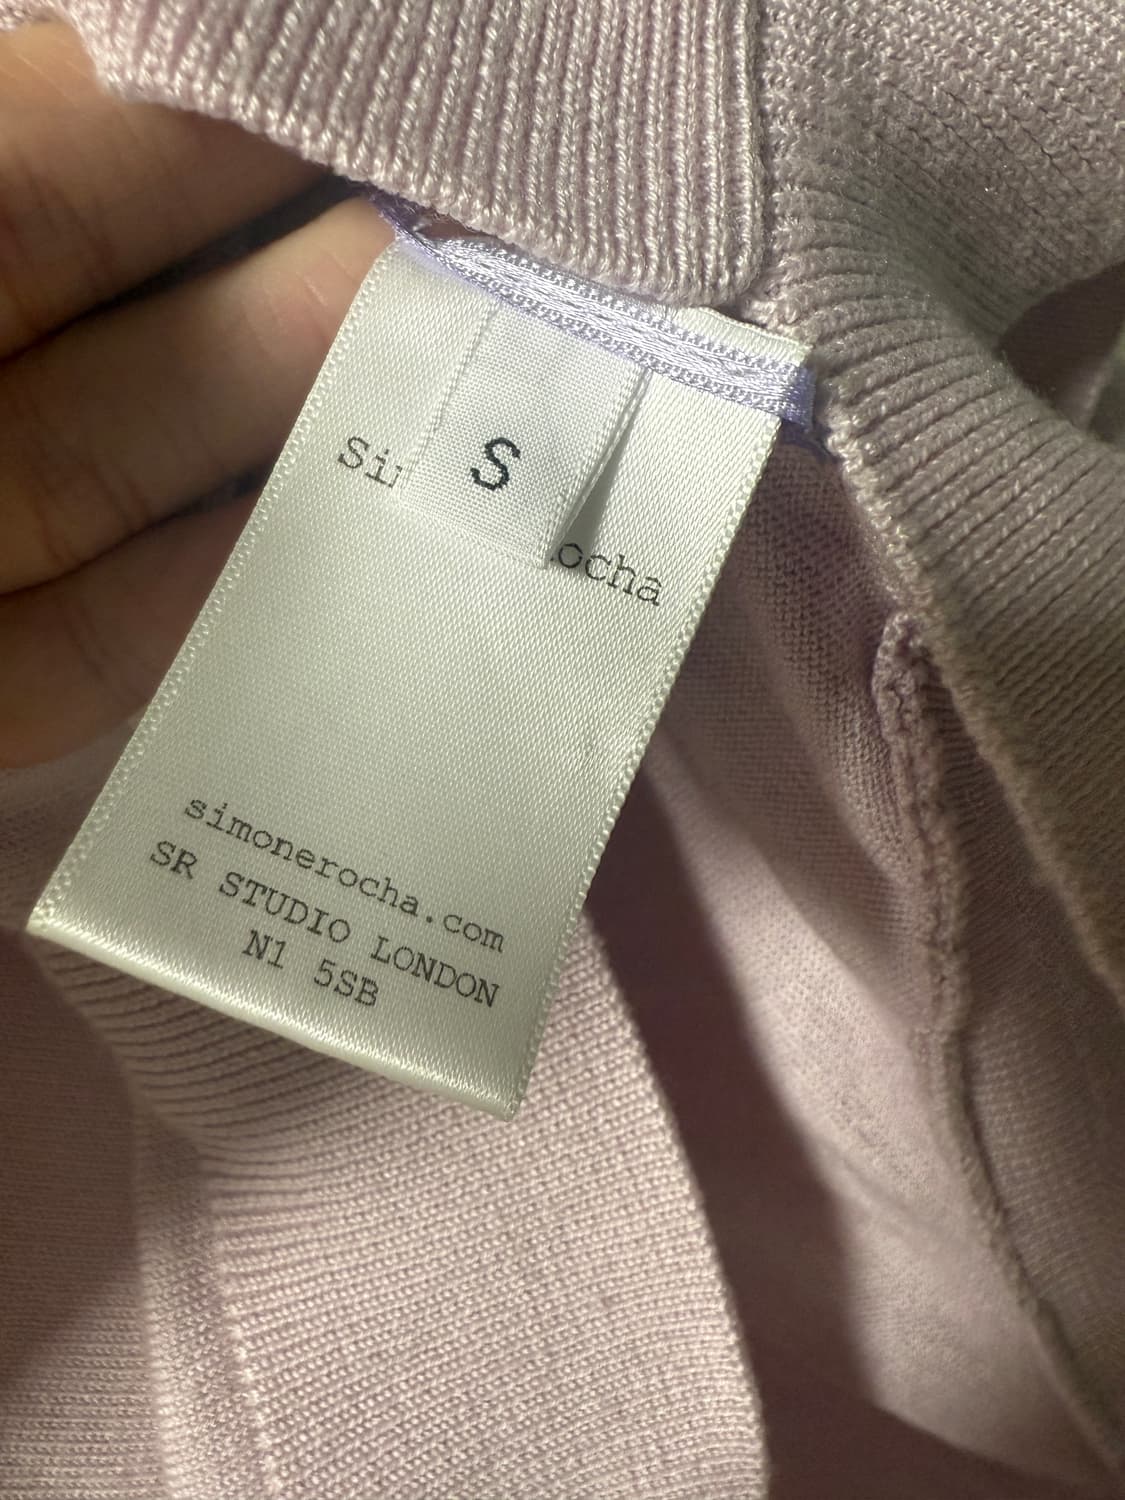 S
Si
ocha
simonerocha.com
SR STUDIO LONDON
N1 5SB